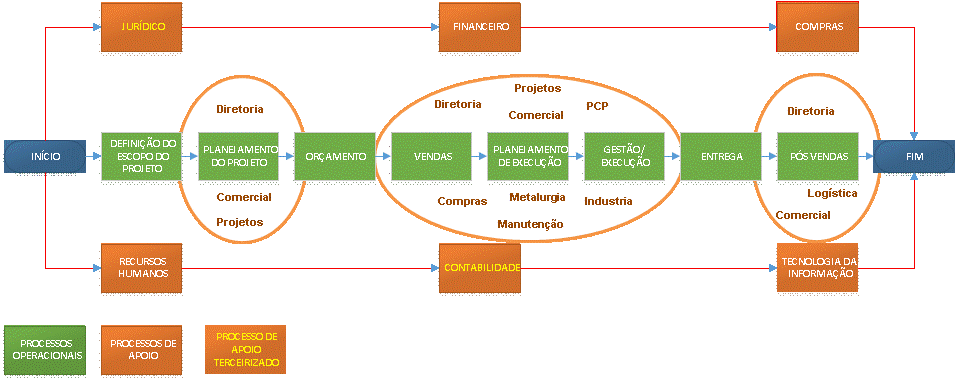 JURÍDICO
FINANCEIRO
COMPRAS
Projetos
Diretoria
PCP
Diretoria
Comercial
Diretoria
INÍCIO
DEFINIÇÃO DO
ESCOPO DO
PROJETO
PLANEJAMENTO
DO PROJETO
ORÇAMENTO
VENDAS
PLANEJAMENTO
DE EXECUÇÃO
GESTÃO/
EXECUÇÃO
ENTREGA
PÓS VENDAS
FIM
Comercial
Projetos
Compras
Metalurgia
Industria
Manutenção
Logística
Comercial
RECURSOS
HUMANOS
CONTABILIDADE
TECNOLOGIA DA
INFORMAÇÃO
PROCESSOS
OPERACIONAIS
PROCESSOS DE
APOIO
PROCESSO DE
APOIO
TERCEIRIZADO